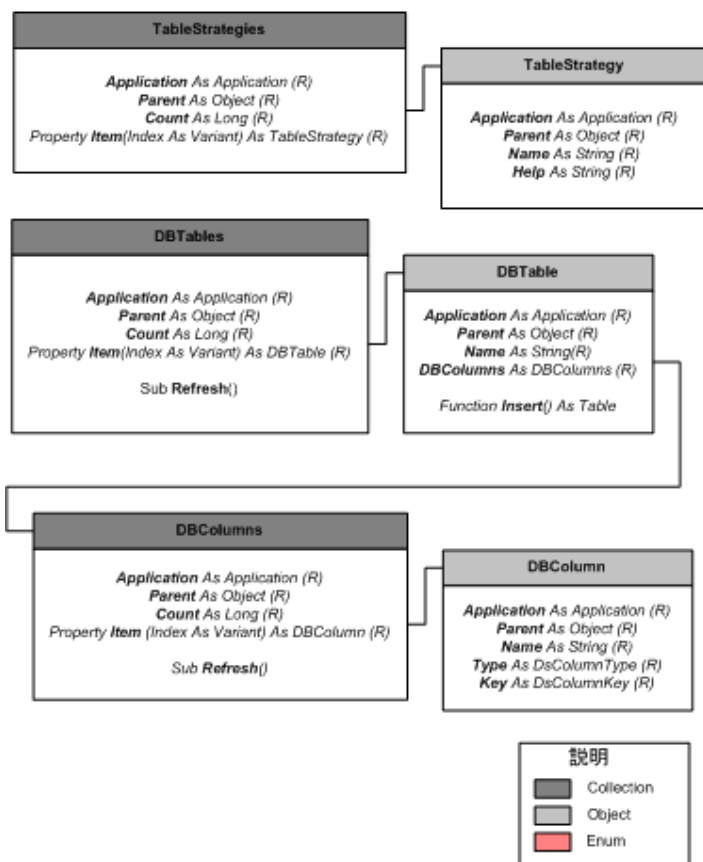 TableStrategies
Application As Application (R)
Parent As Object (R)
Count As Long (R)
Property Item(Index As Variant) As TableStrategy (R)
TableStrategy
Application As Application (R)
Parent As Object (R)
Name As String (R)
Help As String (R)
DBTables
Application As Application (R)
Parent As Object (R)
Count As Long (R)
Property Item(Index As Variant) As DBTable (R)
Sub Refresh()
DBTable
Application As Application (R)
Parent As Object (R)
Name As String(R)
DBColumns As DBColumns (R)
Function Insert() As Table
DBColumns
Application As Application (R)
Parent As Object (R)
Count As Long (R)
Property Item (Index As Variant) As DBColumn (R)
Sub Refresh()
DBColumn
Application As Application (R)
Parent As Object (R)
Name As String (R)
Type As DsColumnType (R)
Key As DsColumnKey (R)
説明
Collection
Object
Enum